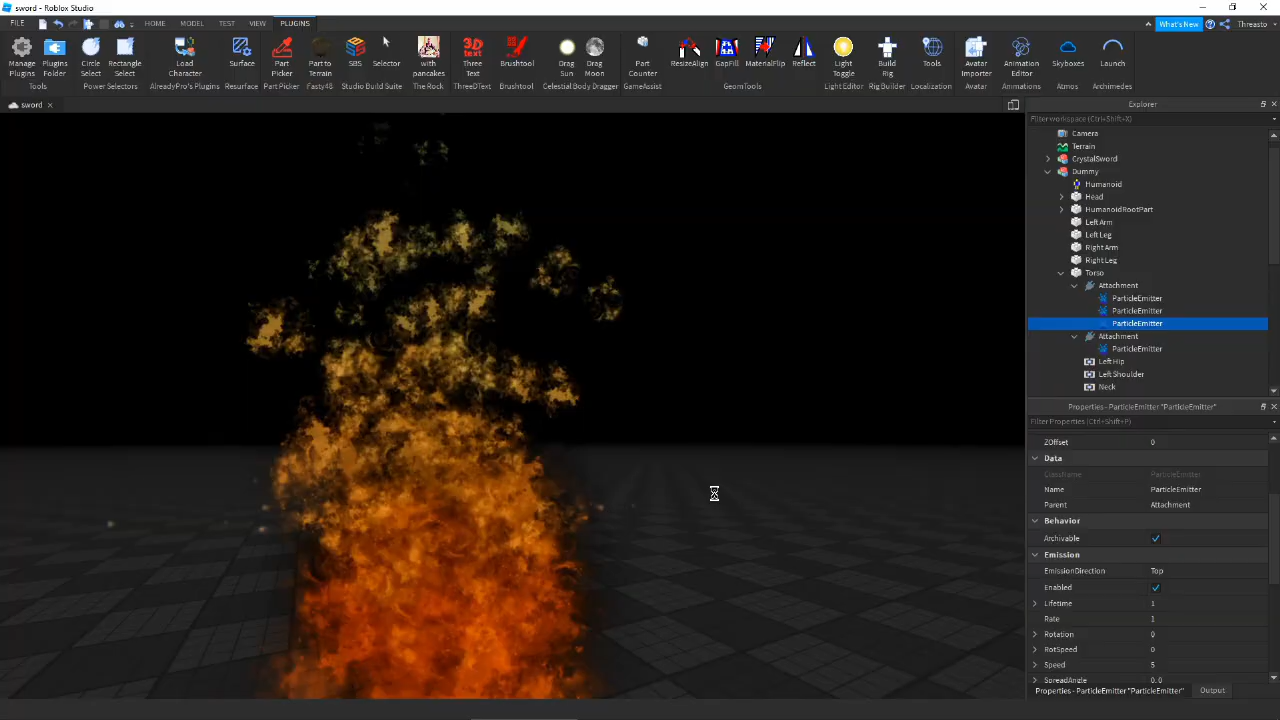 sword - Roblox Studio
FILE HOME MODEL TEST VIEW PLUGINS What's New Threasto
Manage Plugins
Plugins Folder
Tools
Circle Select
Rectangle Select
Power Selectors
Load Character
AlreadyPro's Plugins
Surface
Resurface
Part Picker
Part Picker
Part to Terrain
Fasty48
SBS
Selector
Studio Build Suite
with pancakes
The Rock
Three Text
ThreeDText
Brushtool
Brushtool
Drag Sun
Drag Moon
Celestial Body Dragger
Part Counter
GameAssist
ResizeAlign
GapFill
MaterialFlip
Reflect
GeomTools
Light Toggle
Light Editor
Build Rig
Rig Builder
Tools
Localization
Avatar Importer
Avatar
Animation Editor
Animations
Skyboxes
Atmos
Launch
Archimedes
sword
Explorer
Filter workspace (Ctrl+Shift+X)
Camera
Terrain
CrystalSword
Dummy
Humanoid
Head
HumanoidRootPart
Left Arm
Left Leg
Right Arm
Right Leg
Torso
Attachment
ParticleEmitter
ParticleEmitter
ParticleEmitter
Attachment
ParticleEmitter
Left Hip
Left Shoulder
Neck
Properties - ParticleEmitter "ParticleEmitter"
Filter Properties (Ctrl+Shift+P)
ZOffset 0
Data
ClassName ParticleEmitter
Name ParticleEmitter
Parent Attachment
Behavior
Archivable
Emission
EmissionDirection Top
Enabled
Lifetime 1
Rate 1
Rotation 0
RotSpeed 0
Speed 5
SpreadAngle 0, 0
Properties - ParticleEmitter "ParticleEmitter" Output